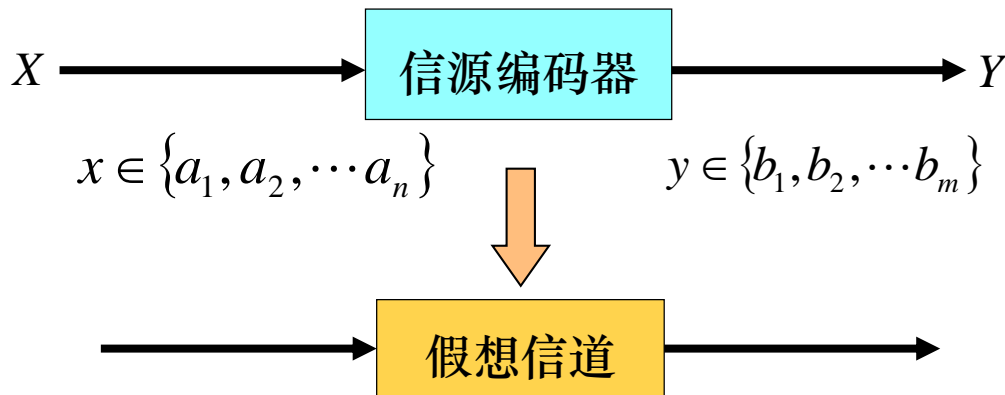 X 信源编码器 Y
x ∈ {a₁, a₂, ⋯ aₙ} y ∈ {b₁, b₂, ⋯ bₘ}
假想信道